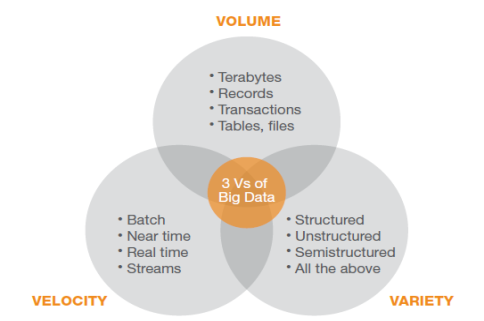 VOLUME
• Terabytes
• Records
• Transactions
• Tables, files
3 Vs of
Big Data
• Batch
• Near time
• Real time
• Streams
• Structured
• Unstructured
• Semistructured
• All the above
VELOCITY
VARIETY